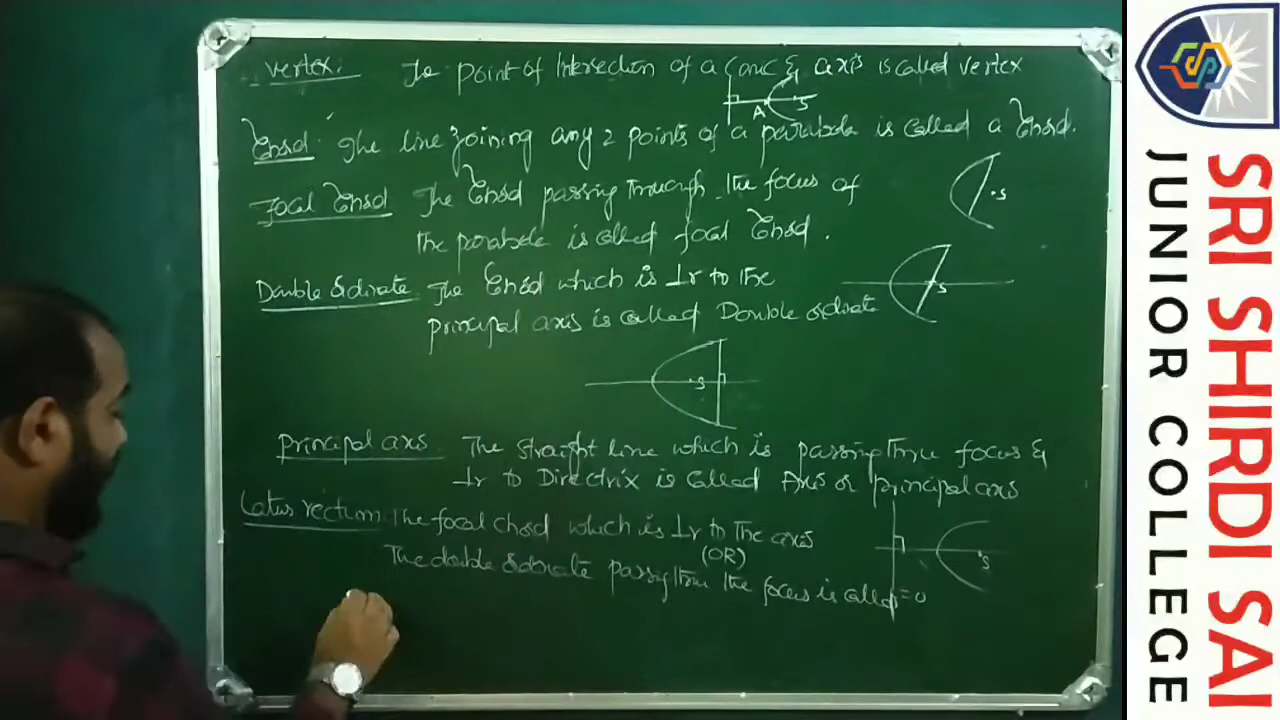 vertex. The point of Intersection of a Conic & axis is called vertex
A S
Chord: The line joining any 2 points of a parabola is called a Chord.
Focal Chord The Chord passing through the focus of
the parabola is called focal Chord.
S
Double ordinate The Chord which is ⊥r to the
principal axis is called Double ordinate
S
S
principal axis The straight line which is passing thru focus &
⊥r to Directrix is called Axis or principal axis
Latus rectum The focal chord which is ⊥r to the axis
(OR)
The double ordinate passing thru the focus is called
S
=0
SRI SHIRDI SAI
JUNIOR COLLEGE